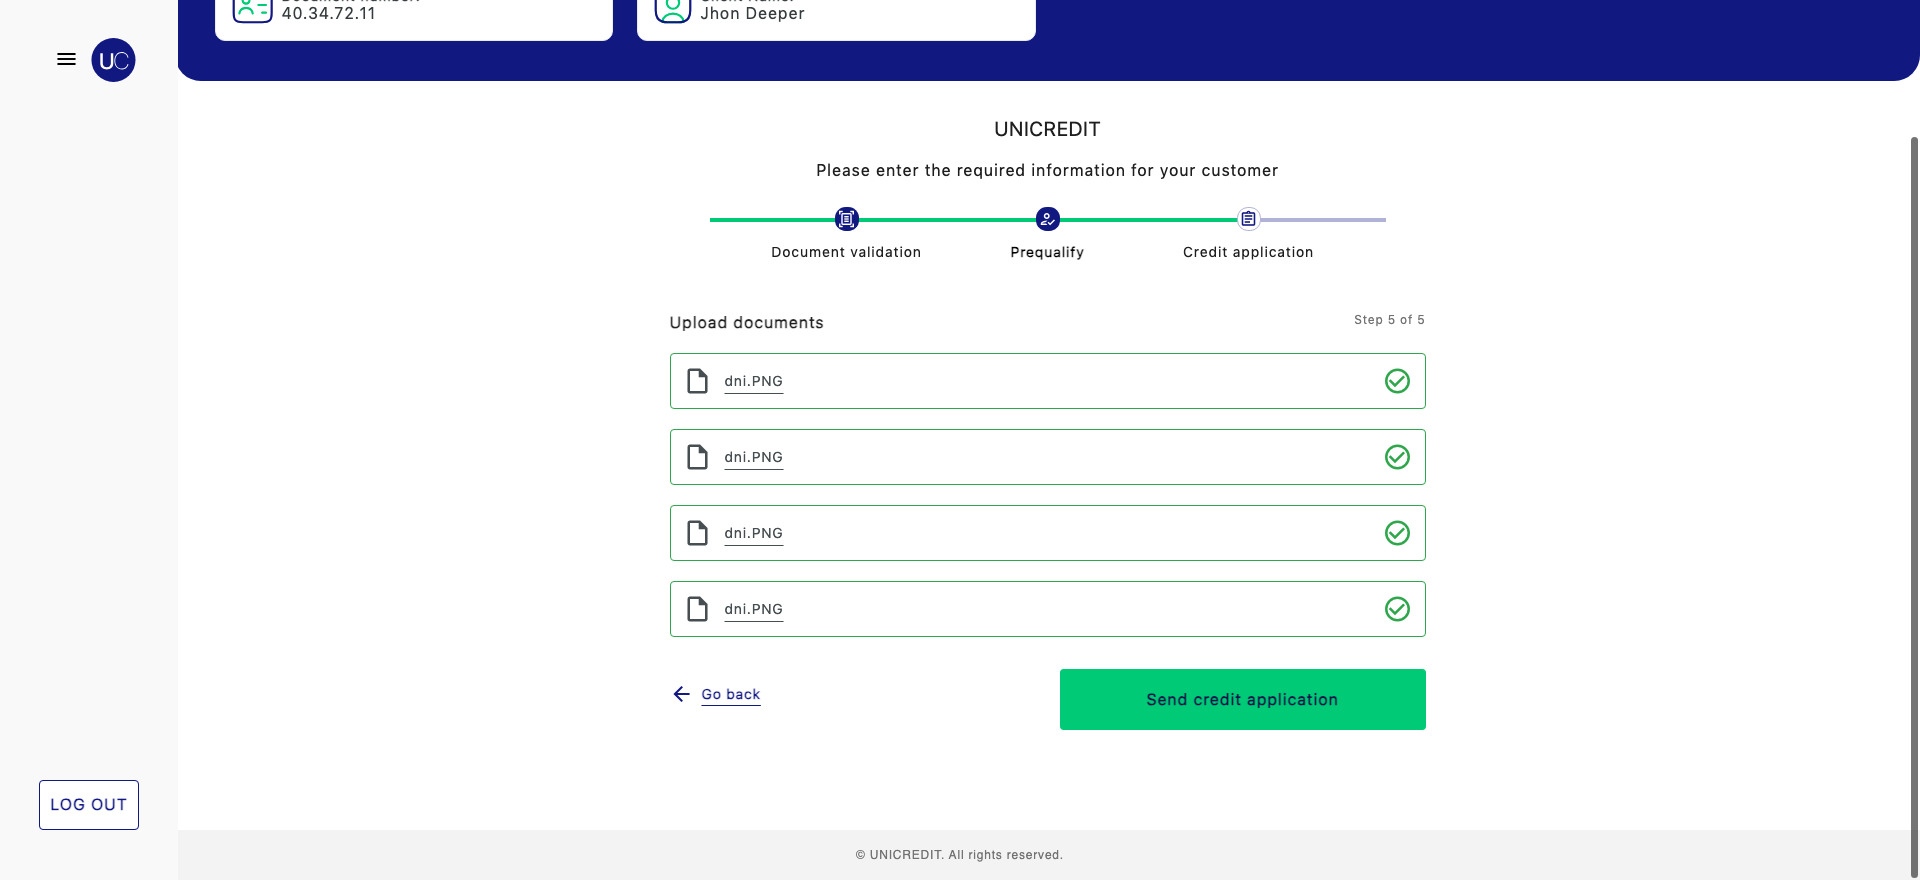 40.34.72.11
Jhon Deeper
UC
UNICREDIT
Please enter the required information for your customer
Document validation
Prequalify
Credit application
Upload documents
Step 5 of 5
dni.PNG
dni.PNG
dni.PNG
dni.PNG
Go back
Send credit application
LOG OUT
© UNICREDIT. All rights reserved.